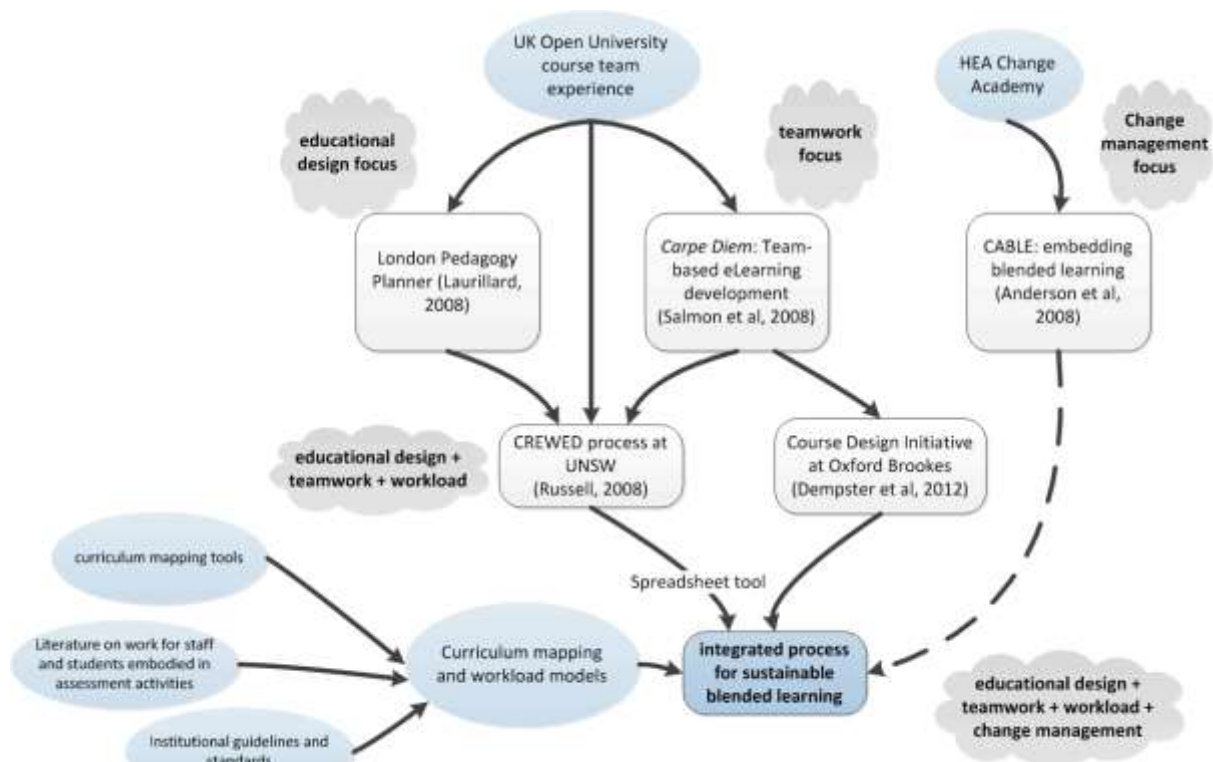 UK Open University
course team
experience
HEA Change
Academy
educational
design focus
teamwork
focus
Change
management
focus
London Pedagogy
Planner (Laurillard,
2008)
Carpe Diem: Team-
based eLearning
development
(Salmon et al, 2008)
CABLE: embedding
blended learning
(Anderson et al,
2008)
educational design +
teamwork + workload
CREWED process at
UNSW
(Russell, 2008)
Course Design Initiative
at Oxford Brookes
(Dempster et al, 2012)
curriculum mapping tools
Spreadsheet tool
Literature on work for staff
and students embodied in
assessment activities
Curriculum mapping
and workload models
integrated process
for sustainable
blended learning
educational design +
teamwork + workload +
change management
Institutional guidelines and
standards